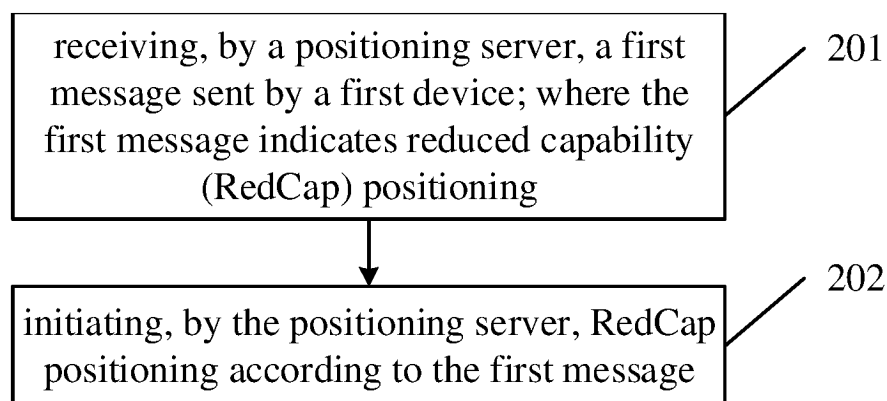 receiving, by a positioning server, a first
message sent by a first device; where the
first message indicates reduced capability
(RedCap) positioning
201
initiating, by the positioning server, RedCap
positioning according to the first message
202